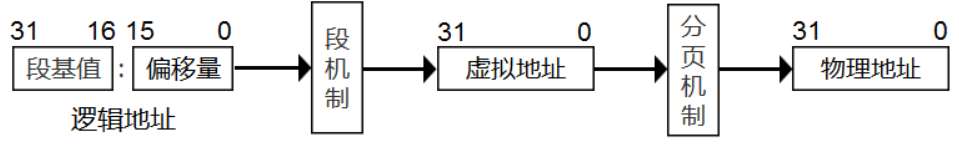 31 16 15 0
段基值 : 偏移量
逻辑地址
段机制
31 0
虚拟地址
分页机制
31 0
物理地址